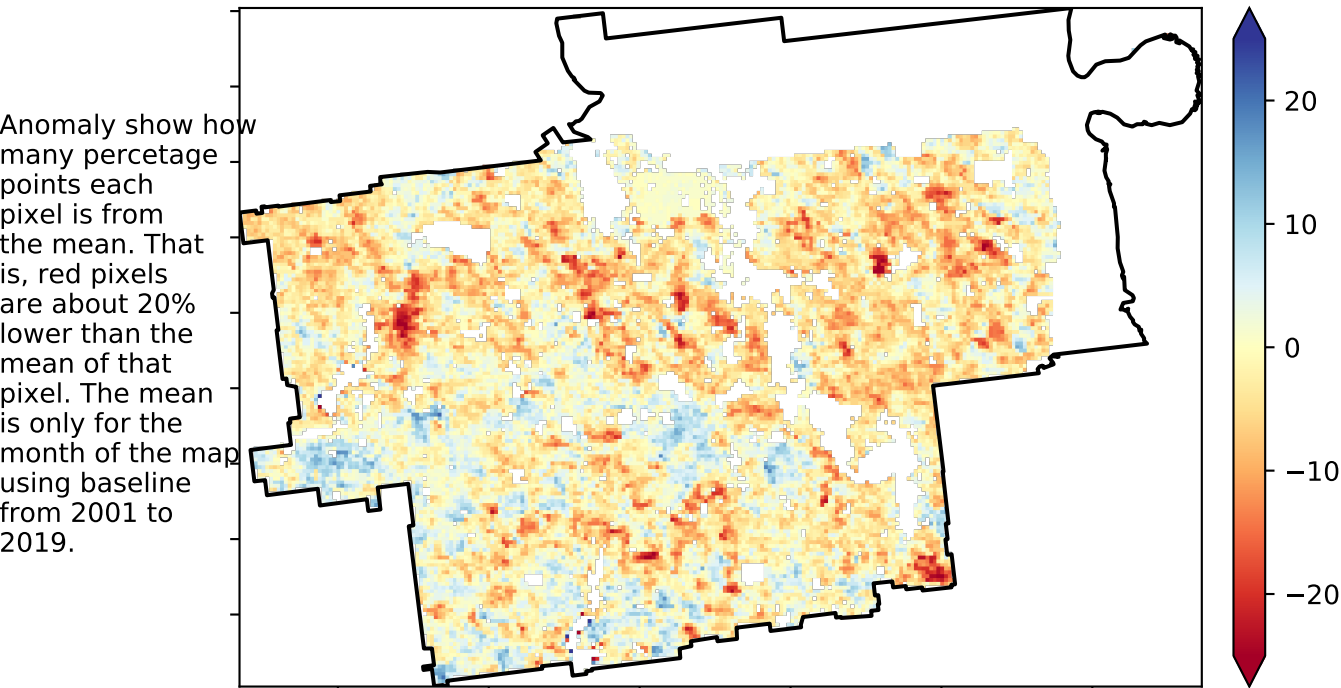 Anomaly show how
many percetage
points each
pixel is from
the mean. That
is, red pixels
are about 20%
lower than the
mean of that
pixel. The mean
is only for the
month of the map
using baseline
from 2001 to
2019.
20
10
0
−10
−20